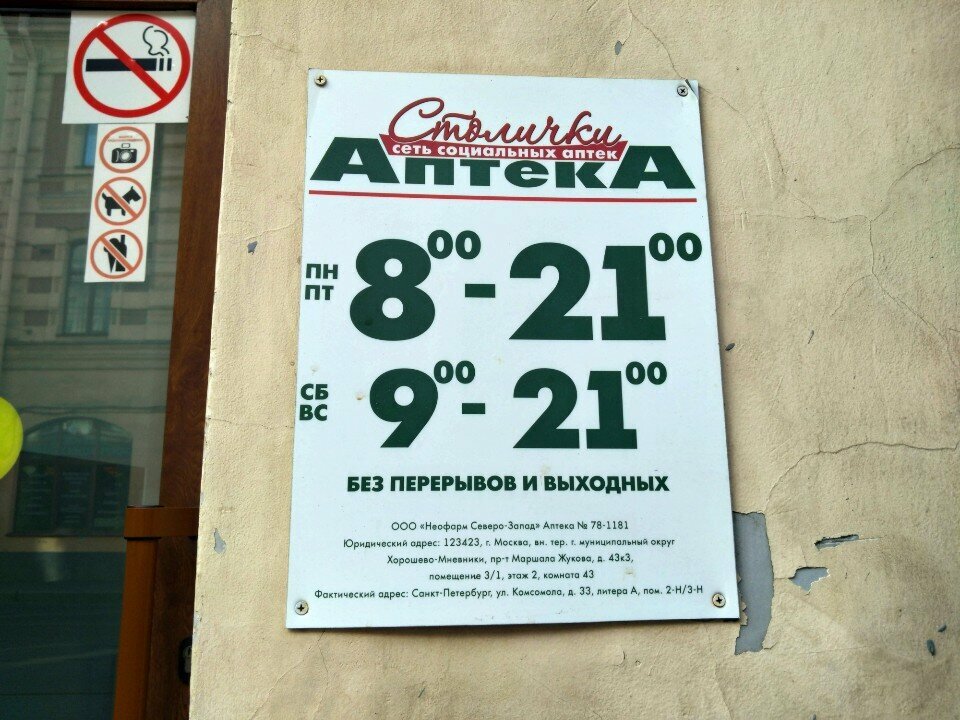 Столички
сеть социальных аптек
Аптека
ПН
ПТ
8⁰⁰ - 21⁰⁰
СБ
ВС
9⁰⁰ - 21⁰⁰
БЕЗ ПЕРЕРЫВОВ И ВЫХОДНЫХ
ООО «Неофарм Северо-Запад» Аптека № 78-1181
Юридический адрес: 123423, г. Москва, вн. тер. г. муниципальный округ
Хорошево-Мневники, пр-т Маршала Жукова, д. 43к3,
помещение 3/1, этаж 2, комната 43
Фактический адрес: Санкт-Петербург, ул. Комсомола, д. 33, литера А, пом. 2-Н/3-Н